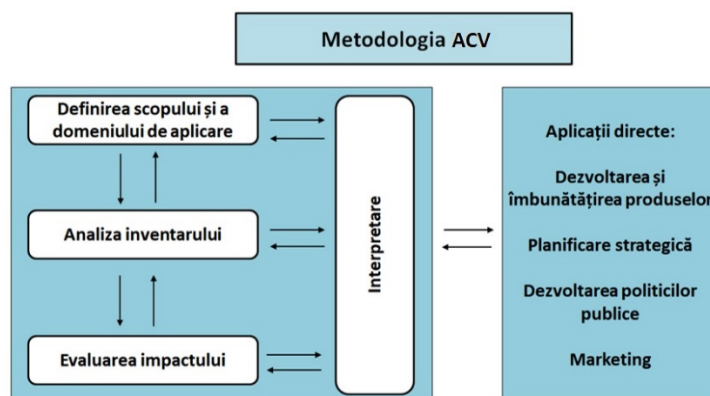 Metodologia ACV
Definirea scopului și a
domeniului de aplicare
Analiza inventarului
Evaluarea impactului
Interpretare
Aplicații directe:
Dezvoltarea și
îmbunătățirea produselor
Planificare strategică
Dezvoltarea politicilor
publice
Marketing